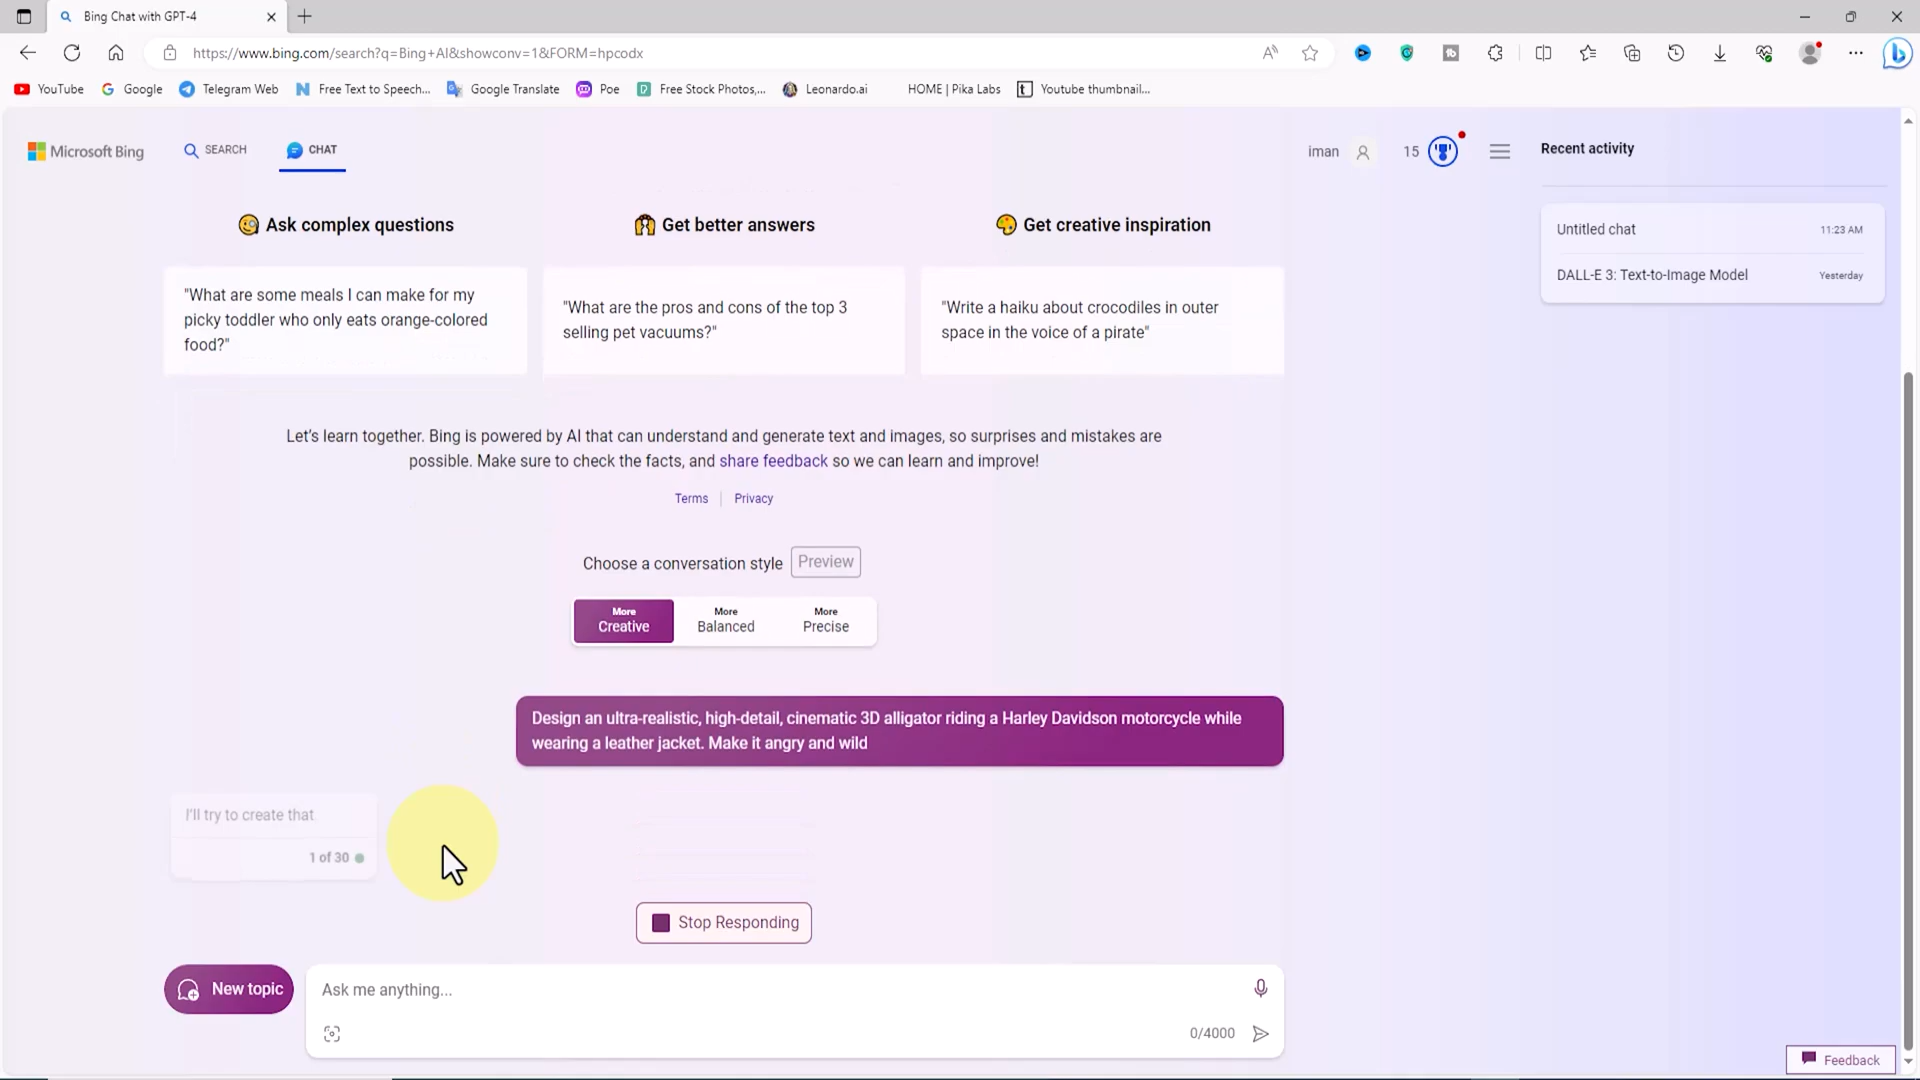 Bing Chat with GPT-4
https://www.bing.com/search?q=Bing+AI&showconv=1&FORM=hpcodx
YouTube
Google
Telegram Web
Free Text to Speech...
Google Translate
Poe
Free Stock Photos,...
Leonardo.ai
HOME | Pika Labs
Youtube thumbnail...
Microsoft Bing
SEARCH
CHAT
iman
15
Recent activity
Untitled chat
11:23 AM
DALL-E 3: Text-to-Image Model
Yesterday
Ask complex questions
Get better answers
Get creative inspiration
"What are some meals I can make for my
picky toddler who only eats orange-colored
food?"
"What are the pros and cons of the top 3
selling pet vacuums?"
"Write a haiku about crocodiles in outer
space in the voice of a pirate"
Let's learn together. Bing is powered by AI that can understand and generate text and images, so surprises and mistakes are
possible. Make sure to check the facts, and share feedback so we can learn and improve!
Terms
Privacy
Choose a conversation style
Preview
More
Creative
More
Balanced
More
Precise
Design an ultra-realistic, high-detail, cinematic 3D alligator riding a Harley Davidson motorcycle while
wearing a leather jacket. Make it angry and wild
I'll try to create that
1 of 30
Stop Responding
New topic
Ask me anything...
0/4000
Feedback